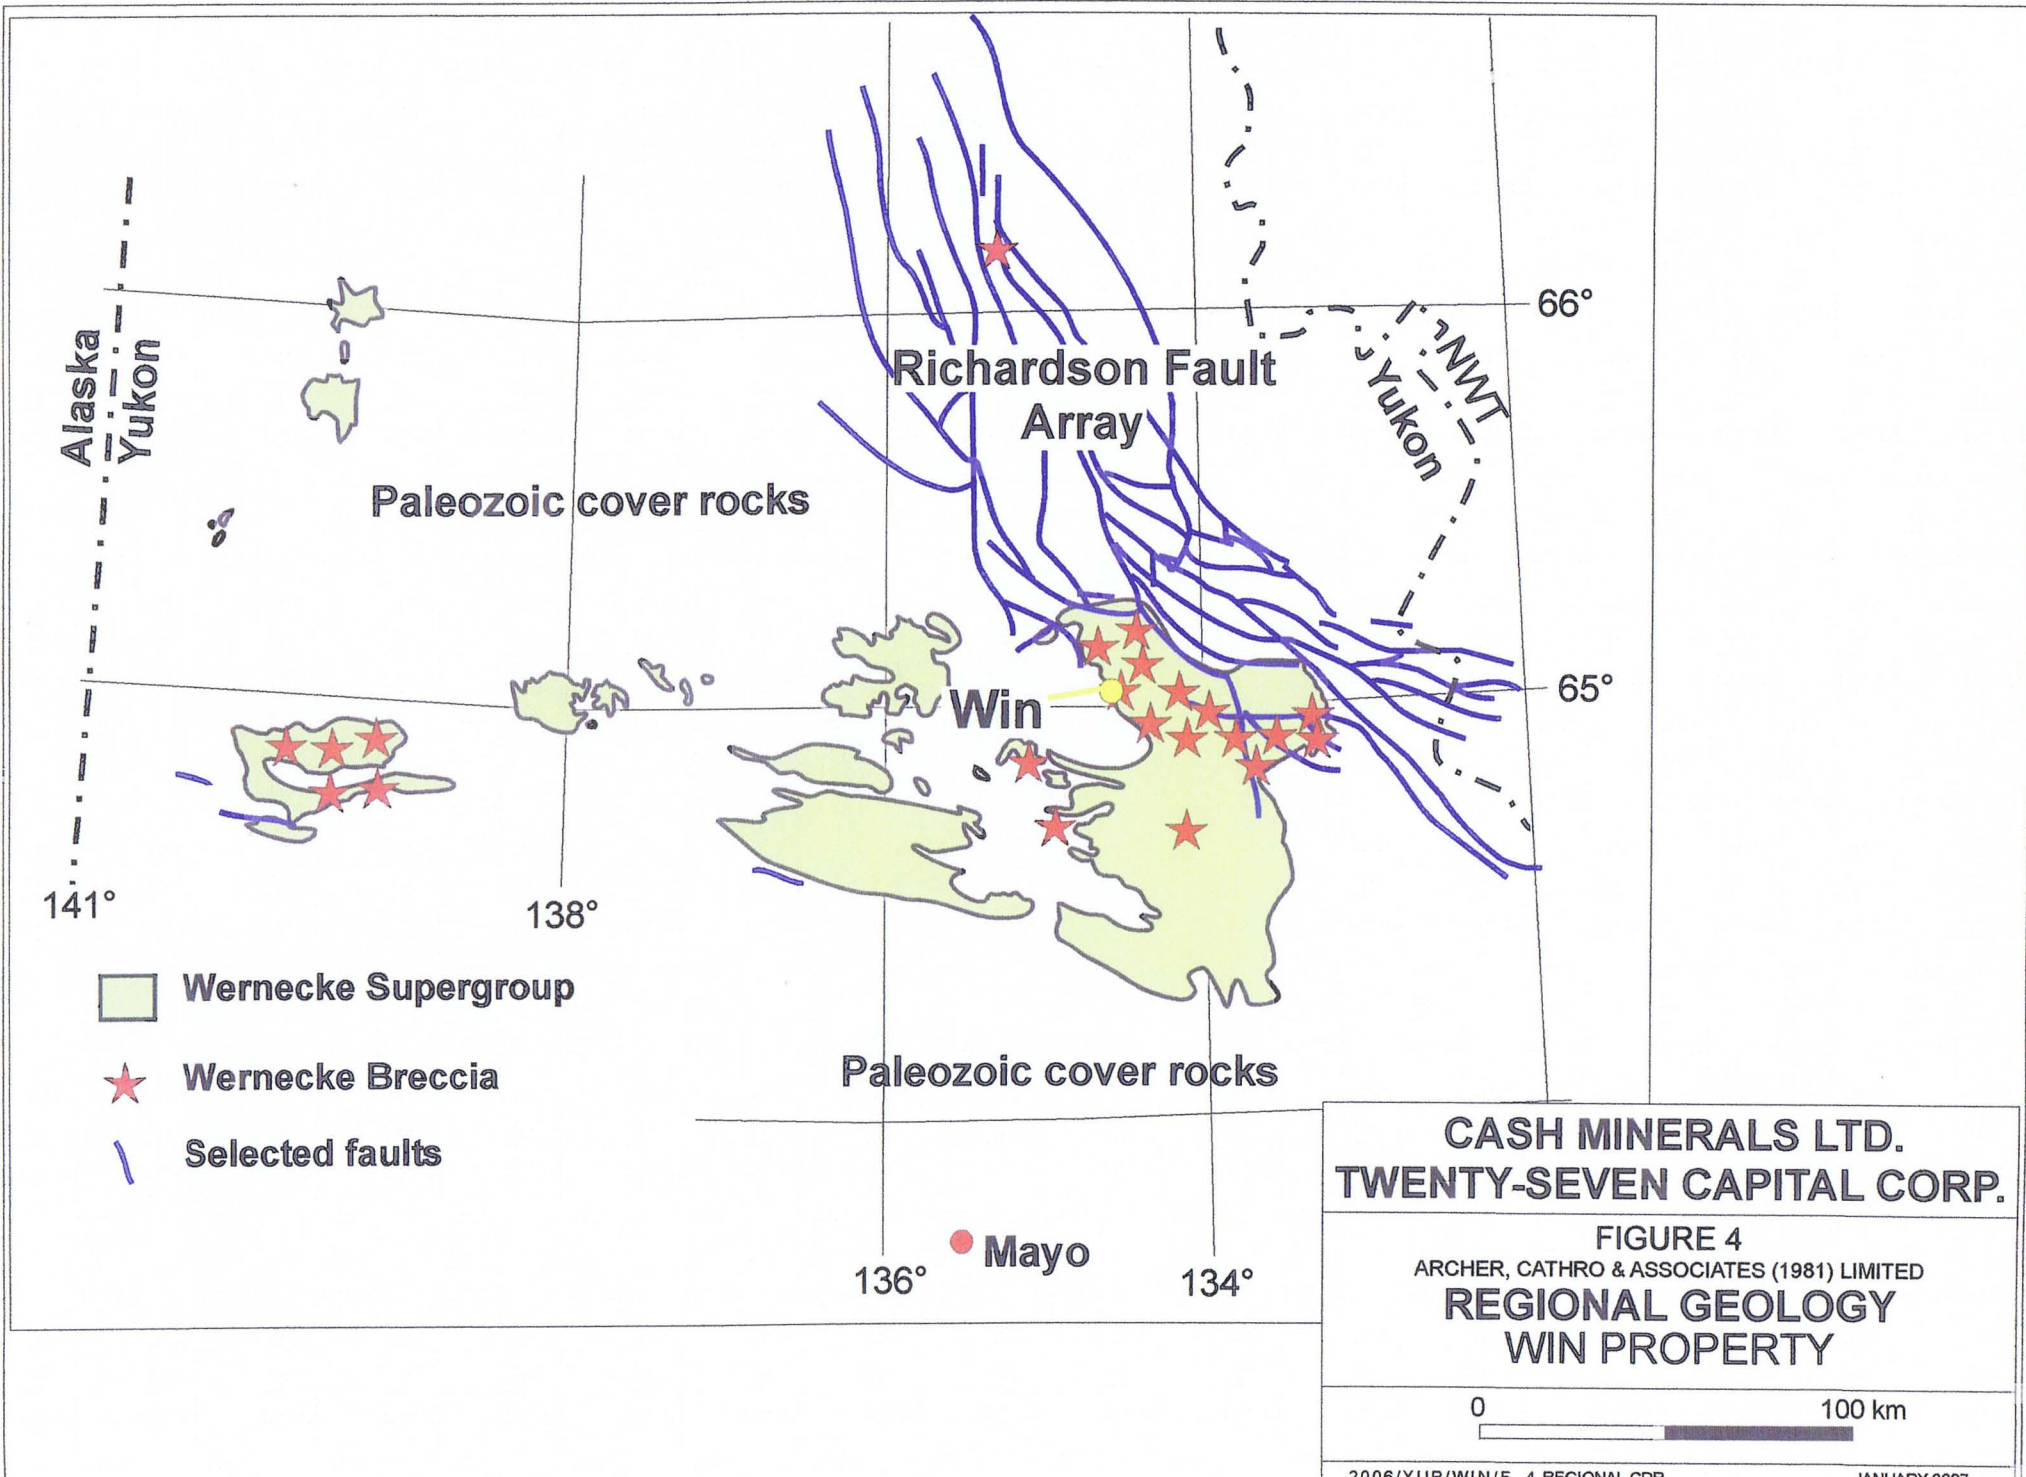 66°
Richardson Fault
Array
Alaska
Yukon
NWT
Yukon
Paleozoic cover rocks
65°
Win
141°
138°
Wernecke Supergroup
Wernecke Breccia
Selected faults
Paleozoic cover rocks
Mayo
136°
134°
CASH MINERALS LTD.
TWENTY-SEVEN CAPITAL CORP.
FIGURE 4
ARCHER, CATHRO & ASSOCIATES (1981) LIMITED
REGIONAL GEOLOGY
WIN PROPERTY
0 100 km